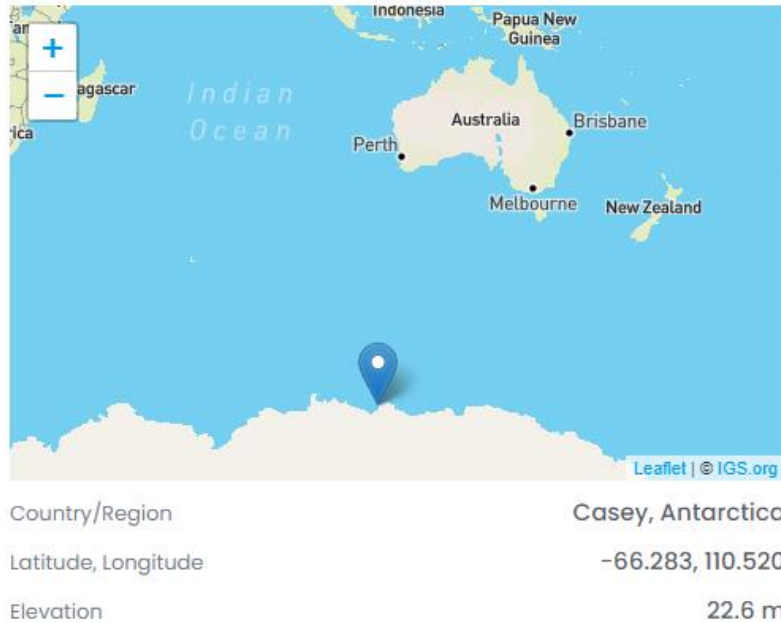 Indonesia
Papua New
Guinea
+
−
agascar
Indian
Ocean
ica
Australia
Brisbane
Perth
Melbourne
New Zealand
Leaflet | © IGS.org
Country/Region Casey, Antarctica
Latitude, Longitude -66.283, 110.520
Elevation 22.6 m